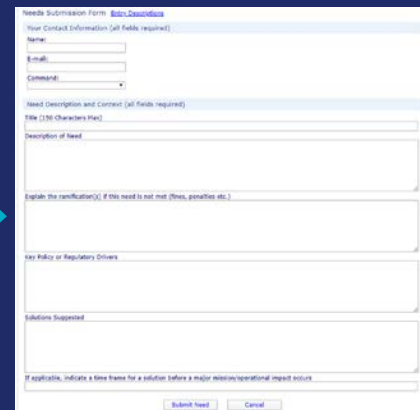 Needs Submission Form Entry Descriptions
Your Contact Information (all fields required)
Name:
E-mail:
Command:
Need Description and Context (all fields required)
Title (150 Characters Max)
Description of Need
Explain the ramification(s) if this need is not met (fines, penalties etc.)
Key Policy or Regulatory Drivers
Solutions Suggested
If applicable, indicate a time frame for a solution before a major mission/operational impact occurs
Submit Need Cancel